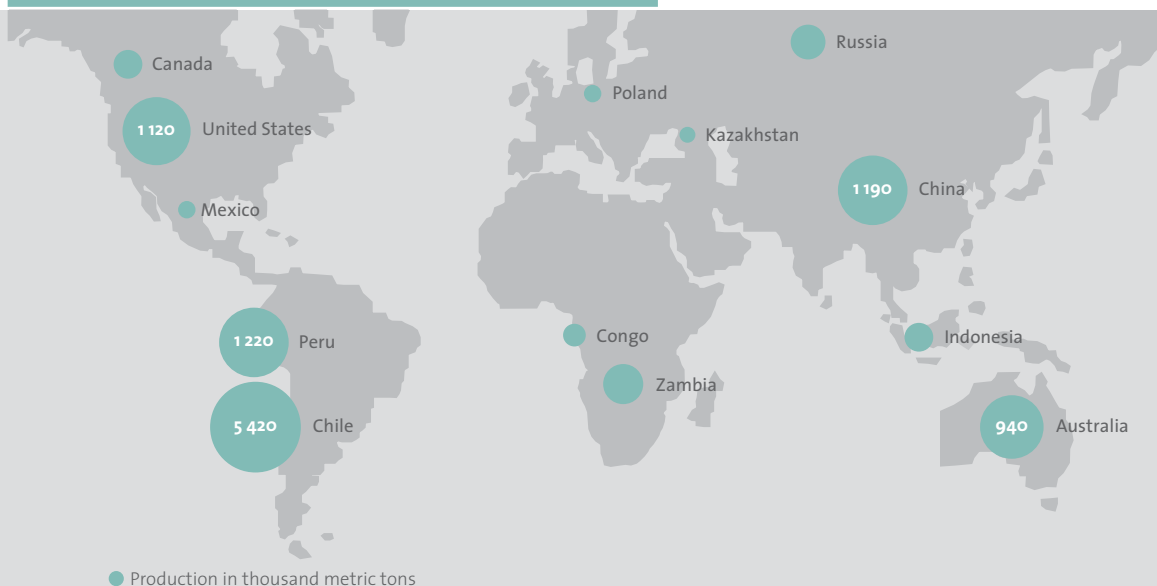 Russia
Canada
Poland
1 120 United States
Kazakhstan
1 190 China
Mexico
1 220 Peru
Congo
Indonesia
Zambia
5 420 Chile
940 Australia
Production in thousand metric tons